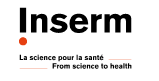 Inserm
La science pour la santé
From science to health